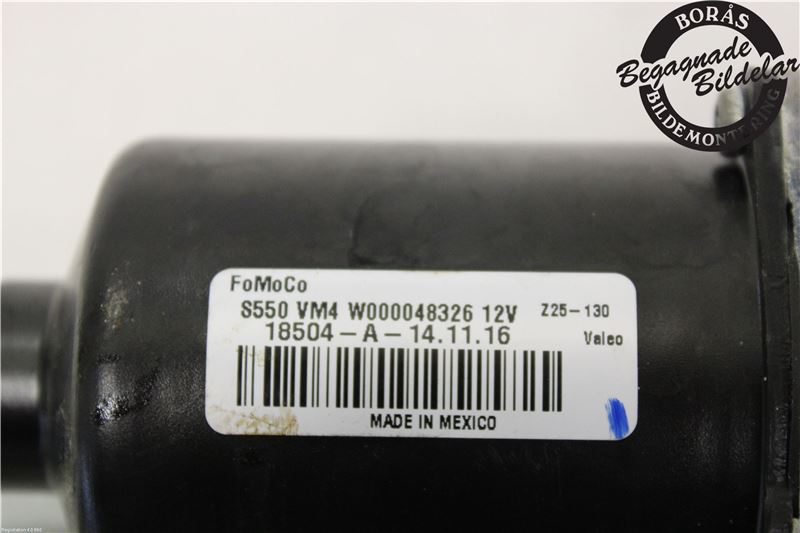 BORÅS
Begagnade
Bildelar
BILDEMONTERING
FoMoCo
S550 VM4 W000048326 12V Z25-130
18504-A-14.11.16 Valeo
MADE IN MEXICO